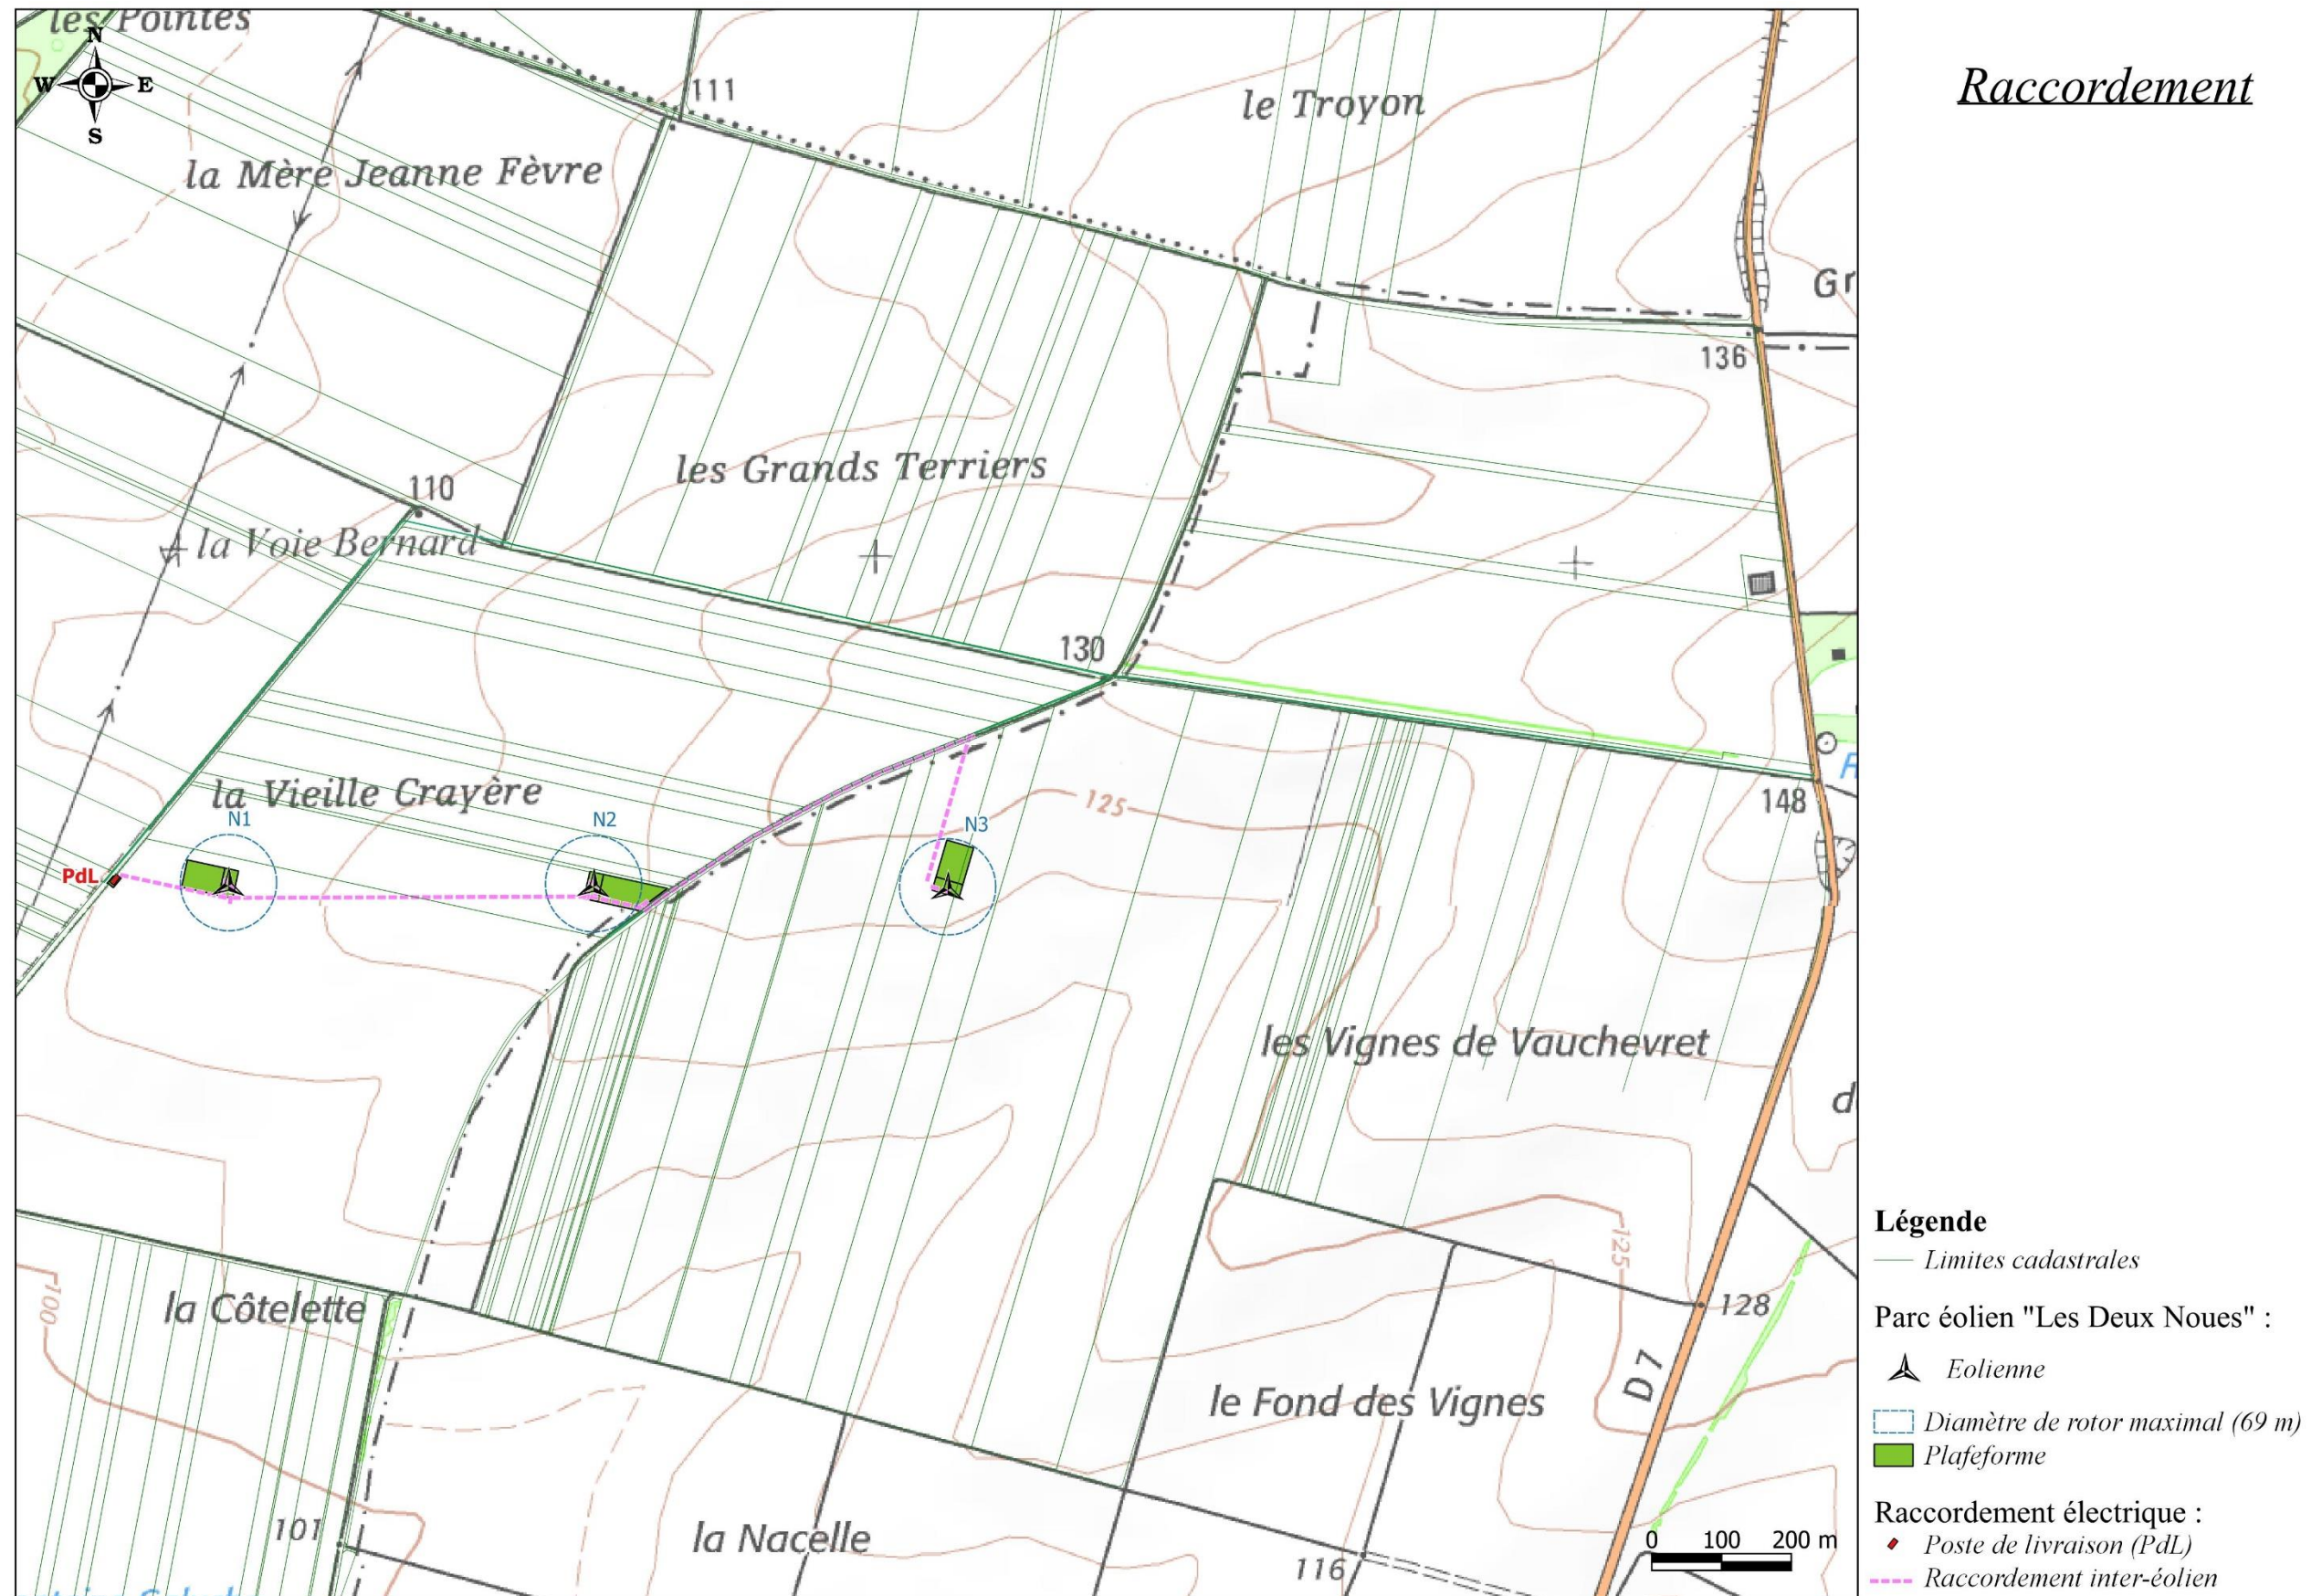 les Pointes
N
W
E
S
111
le Troyon
Raccordement
la Mère Jeanne Fèvre
Gr
136
les Grands Terriers
110
la Voie Bernard
130
la Vieille Crayère
125
148
N1
N2
N3
PdL
les Vignes de Vauchevret
d
128
125
la Côtelette
100
D 7
le Fond des Vignes
101
la Nacelle
116
0 100 200 m
Légende
Limites cadastrales
Parc éolien "Les Deux Noues" :
Eolienne
Diamètre de rotor maximal (69 m)
Plafeforme
Raccordement électrique :
Poste de livraison (PdL)
Raccordement inter-éolien